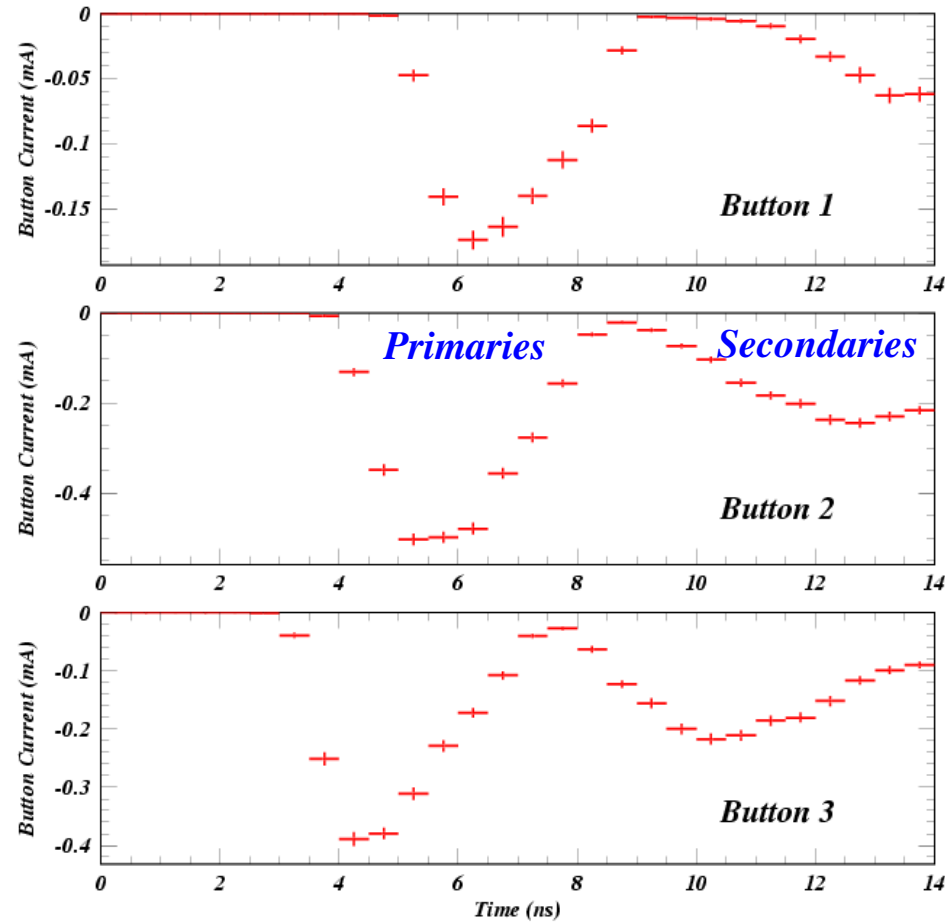 Button Current (mA)
0
-0.05
-0.1
-0.15
Button 1
0 2 4 6 8 10 12 14
Button Current (mA)
0
-0.2
-0.4
Primaries
Secondaries
Button 2
0 2 4 6 8 10 12 14
Button Current (mA)
0
-0.1
-0.2
-0.3
-0.4
Button 3
0 2 4 6 8 10 12 14
Time (ns)